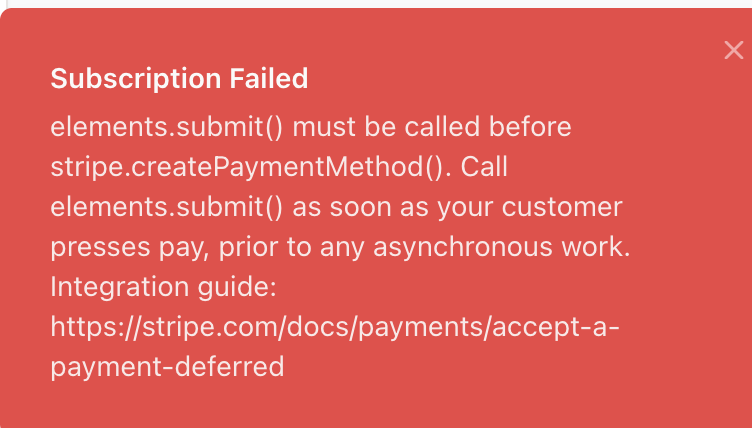 Subscription Failed
elements.submit() must be called before
stripe.createPaymentMethod(). Call
elements.submit() as soon as your customer
presses pay, prior to any asynchronous work.
Integration guide:
https://stripe.com/docs/payments/accept-a-
payment-deferred